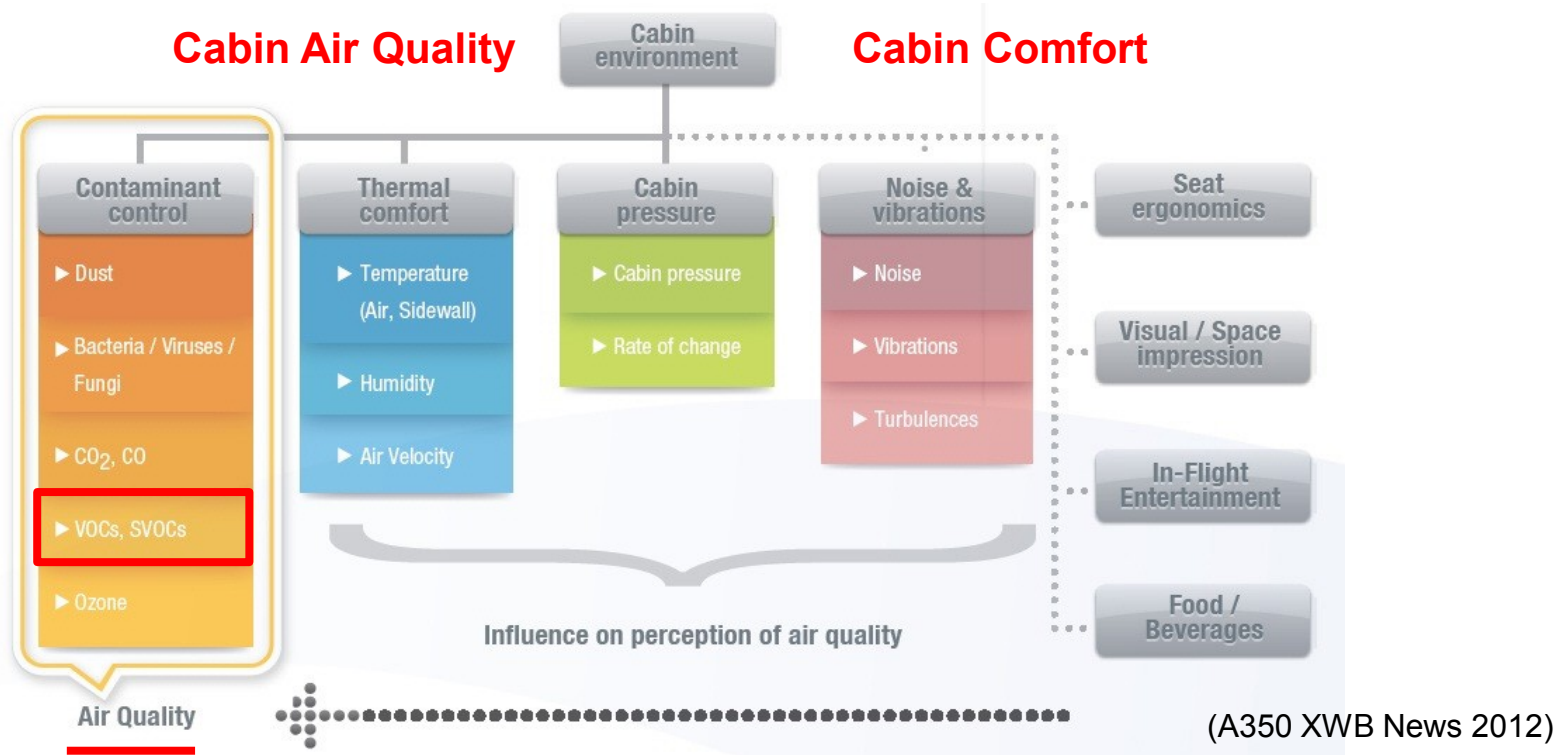 Cabin Air Quality
Cabin
environment
Cabin Comfort
Contaminant
control
▶ Dust
▶ Bacteria / Viruses /
Fungi
▶ CO₂, CO
▶ VOCs, SVOCs
▶ Ozone
Air Quality
Thermal
comfort
▶ Temperature
(Air, Sidewall)
▶ Humidity
▶ Air Velocity
Cabin
pressure
▶ Cabin pressure
▶ Rate of change
Noise &
vibrations
▶ Noise
▶ Vibrations
▶ Turbulences
Influence on perception of air quality
Seat
ergonomics
Visual / Space
impression
In-Flight
Entertainment
Food /
Beverages
(A350 XWB News 2012)